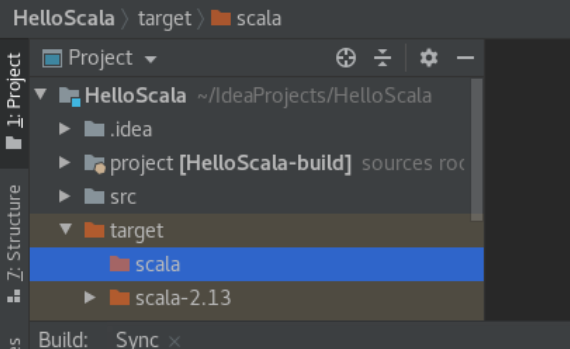 HelloScala 〉 target 〉 scala
1: Project
Project
HelloScala ~/IdeaProjects/HelloScala
.idea
project [HelloScala-build] sources roo
src
target
scala
scala-2.13
7: Structure
Build: Sync ×